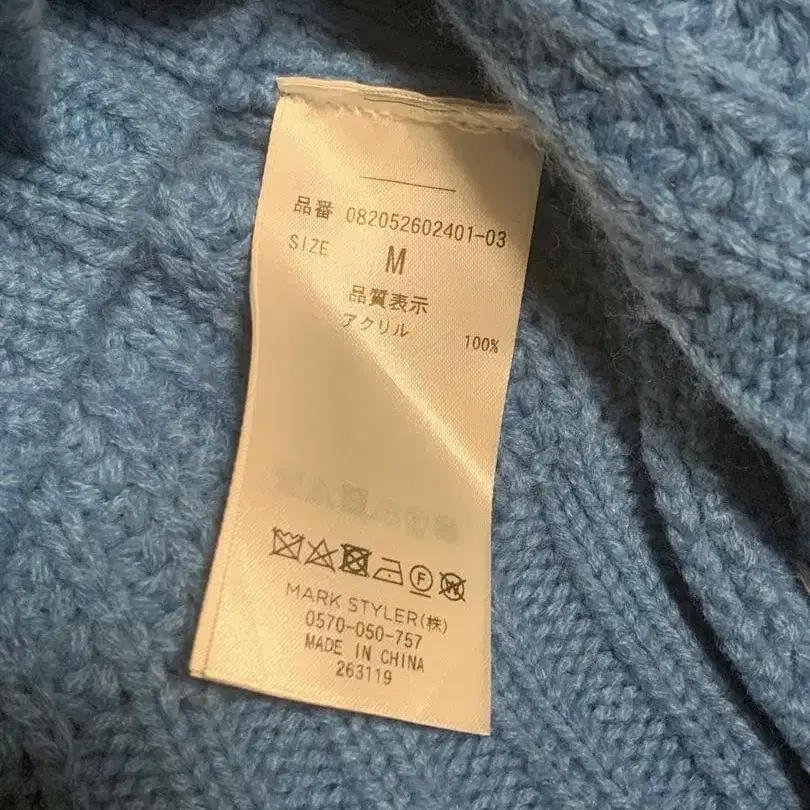 品番 082052602401-03
SIZE M
品質表示
アクリル 100%
F W
MARK STYLER(株)
0570-050-757
MADE IN CHINA
263119